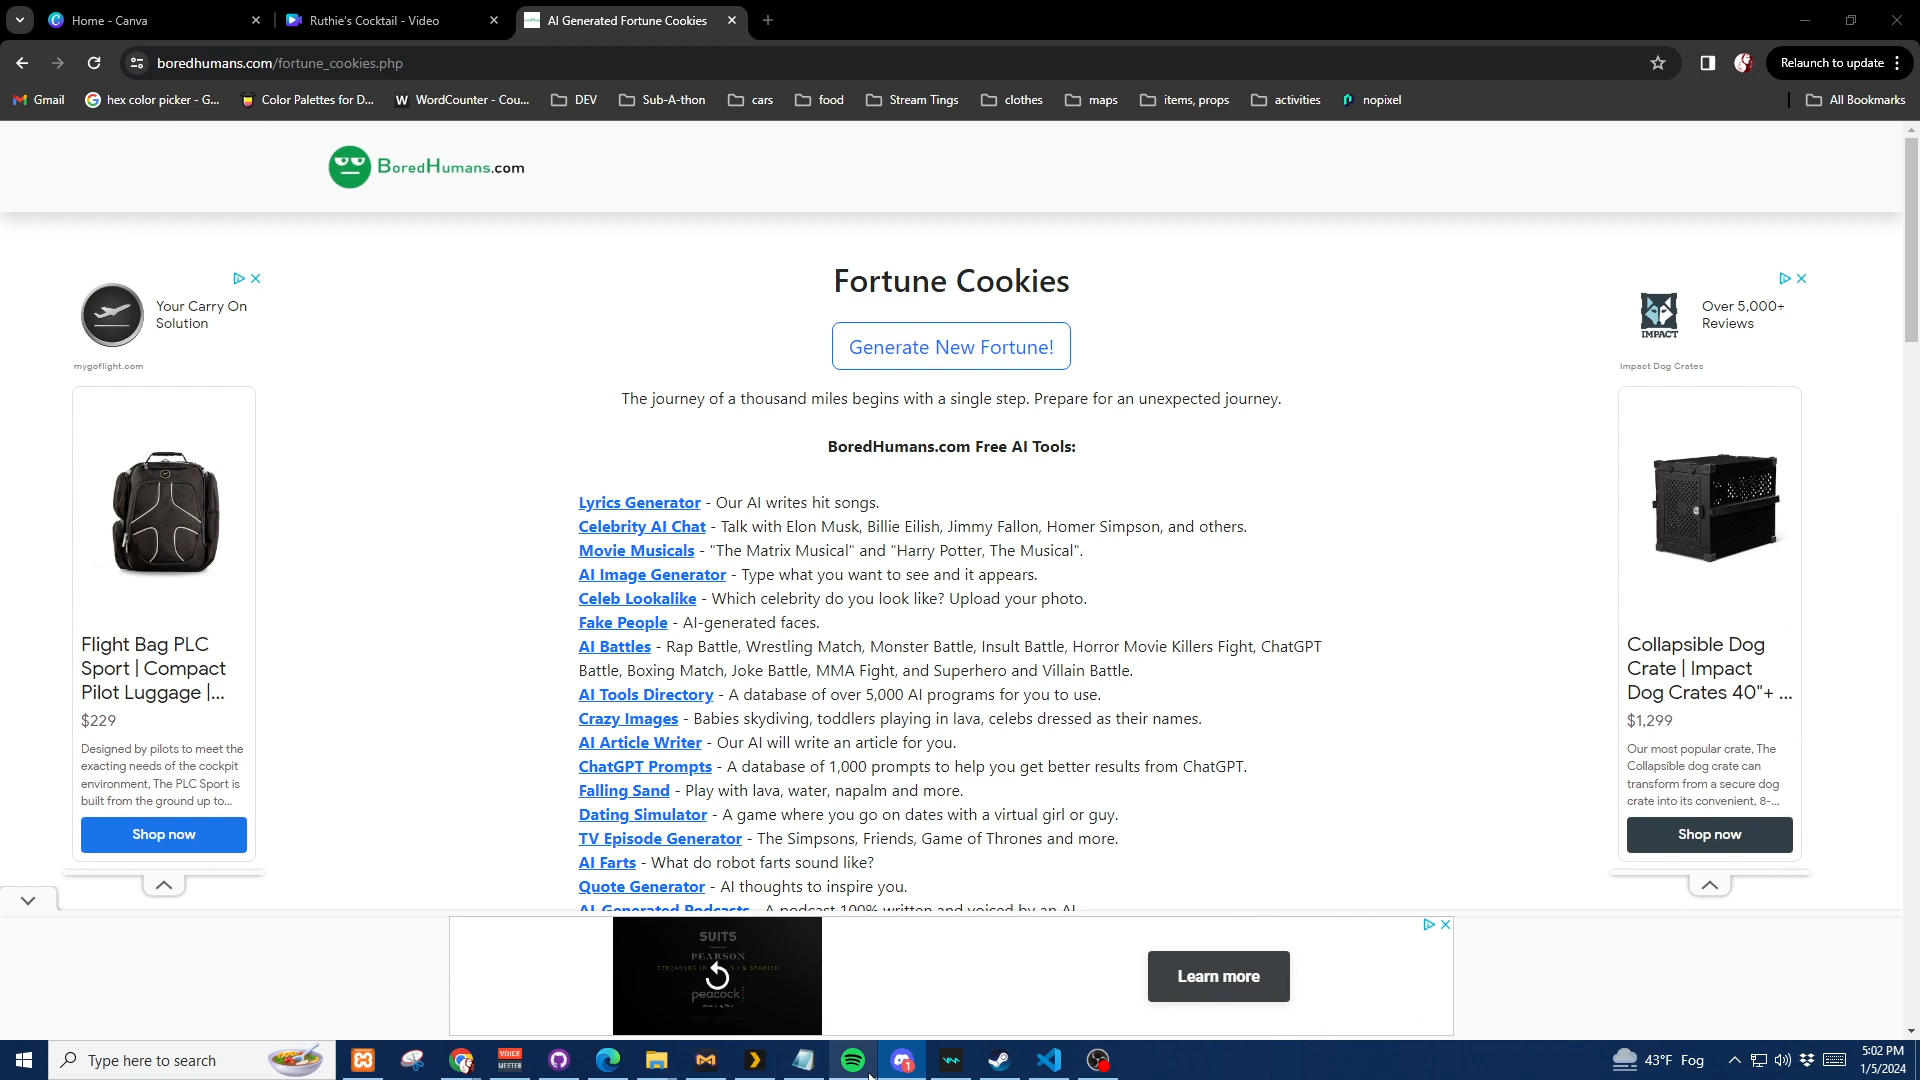 Home - Canva
Ruthie's Cocktail - Video
AI Generated Fortune Cookies
boredhumans.com/fortune_cookies.php
Relaunch to update
Gmail
hex color picker - G...
Color Palettes for D...
WordCounter - Cou...
DEV
Sub-A-thon
cars
food
Stream Tings
clothes
maps
items, props
activities
nopixel
All Bookmarks
BoredHumans.com
Your Carry On
Solution
mygoflight.com
Flight Bag PLC
Sport | Compact
Pilot Luggage |...
$229
Designed by pilots to meet the
exacting needs of the cockpit
environment, The PLC Sport is
built from the ground up to...
Shop now
Fortune Cookies
Generate New Fortune!
The journey of a thousand miles begins with a single step. Prepare for an unexpected journey.
BoredHumans.com Free AI Tools:
Lyrics Generator - Our AI writes hit songs.
Celebrity AI Chat - Talk with Elon Musk, Billie Eilish, Jimmy Fallon, Homer Simpson, and others.
Movie Musicals - "The Matrix Musical" and "Harry Potter, The Musical".
AI Image Generator - Type what you want to see and it appears.
Celeb Lookalike - Which celebrity do you look like? Upload your photo.
Fake People - AI-generated faces.
AI Battles - Rap Battle, Wrestling Match, Monster Battle, Insult Battle, Horror Movie Killers Fight, ChatGPT
Battle, Boxing Match, Joke Battle, MMA Fight, and Superhero and Villain Battle.
AI Tools Directory - A database of over 5,000 AI programs for you to use.
Crazy Images - Babies skydiving, toddlers playing in lava, celebs dressed as their names.
AI Article Writer - Our AI will write an article for you.
ChatGPT Prompts - A database of 1,000 prompts to help you get better results from ChatGPT.
Falling Sand - Play with lava, water, napalm and more.
Dating Simulator - A game where you go on dates with a virtual girl or guy.
TV Episode Generator - The Simpsons, Friends, Game of Thrones and more.
AI Farts - What do robot farts sound like?
Quote Generator - AI thoughts to inspire you.
AI Generated Podcasts - A podcast 100% written and voiced by an AI.
Over 5,000+
Reviews
IMPACT
Impact Dog Crates
Collapsible Dog
Crate | Impact
Dog Crates 40"+ ...
$1,299
Our most popular crate, The
Collapsible dog crate can
transform from a secure dog
crate into its convenient, 8-...
Shop now
SUITS
PEARSON
peacock
Learn more
Type here to search
VOICE
MEETER
1
43°F Fog
5:02 PM
1/5/2024